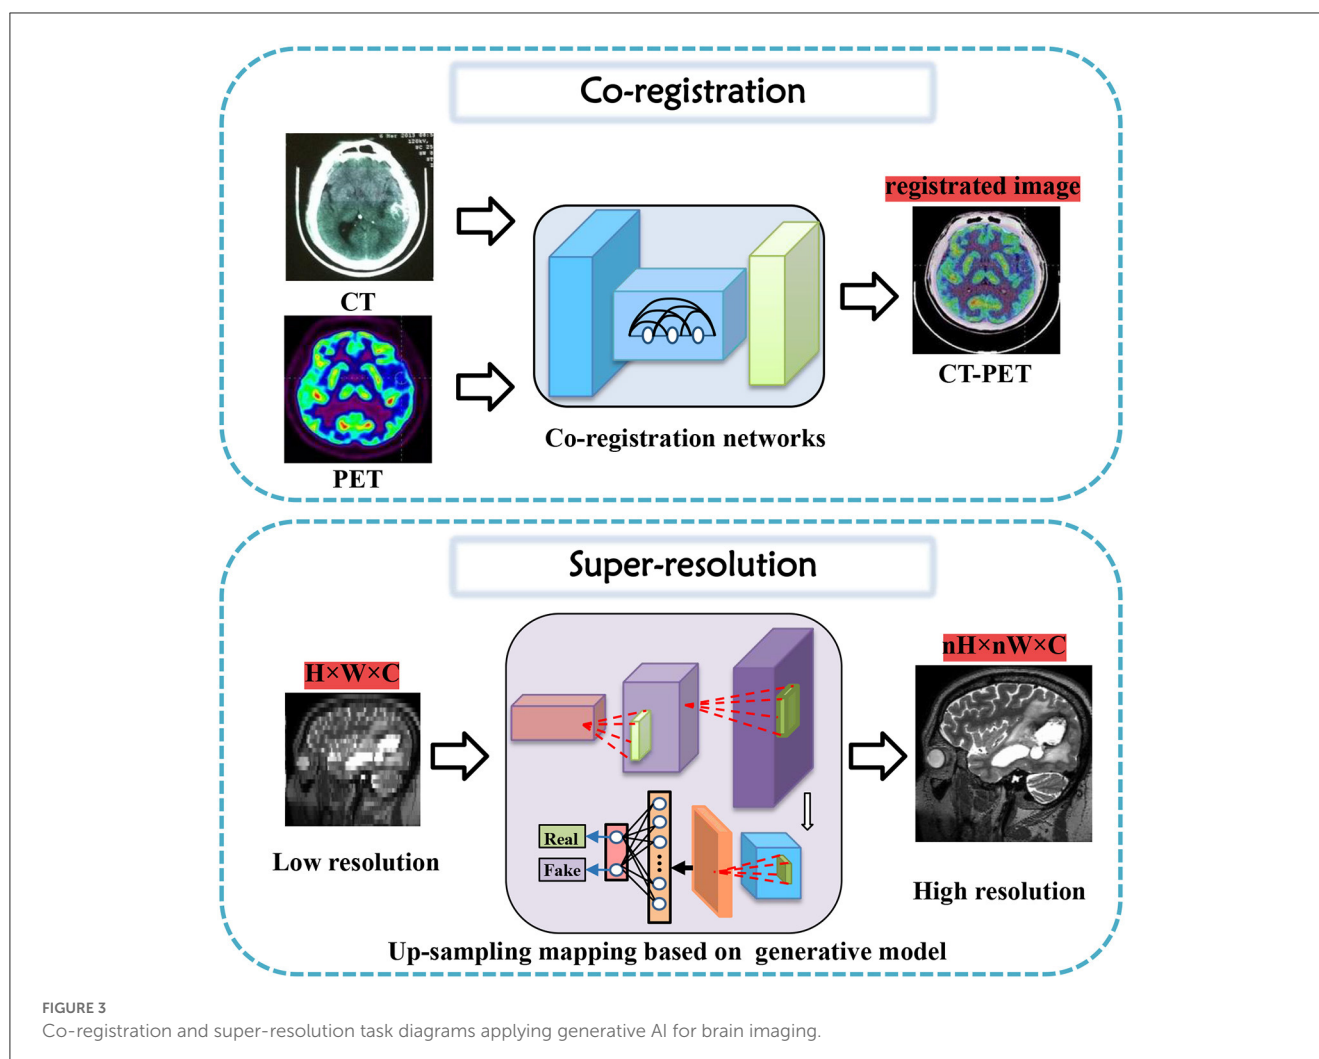 Co-registration
CT
PET
Co-registration networks
registrated image
CT-PET
Super-resolution
H×W×C
Low resolution
Real
Fake
Up-sampling mapping based on generative model
nH×nW×C
High resolution
FIGURE 3
Co-registration and super-resolution task diagrams applying generative AI for brain imaging.